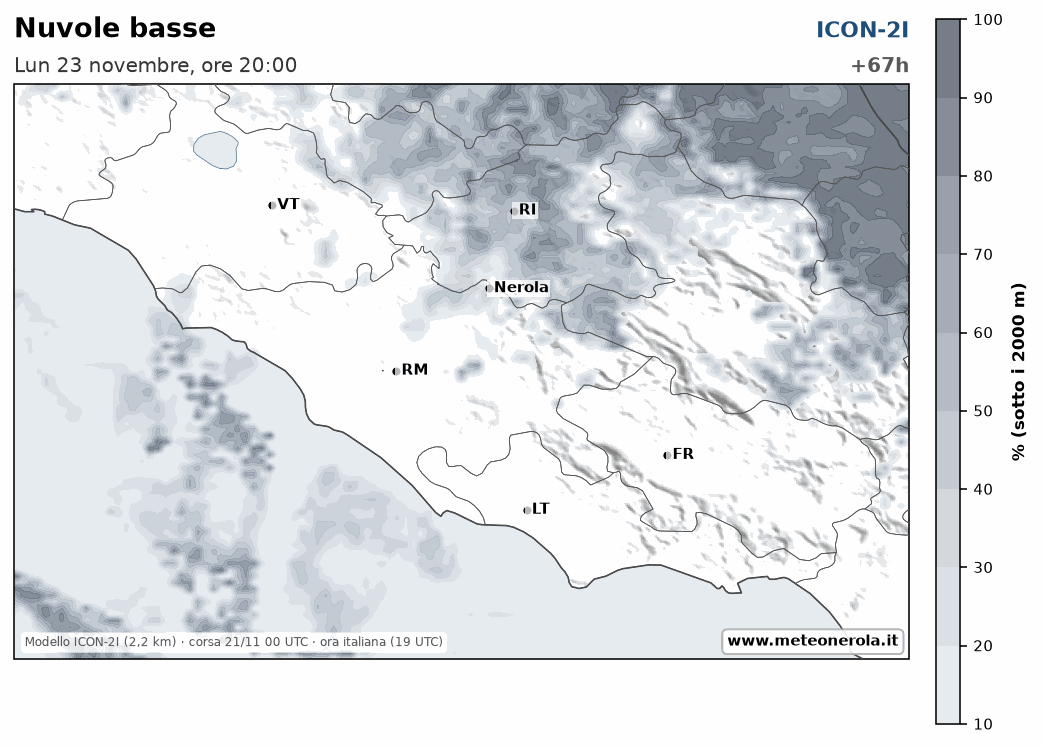 Nuvole basse
ICON-2I
Lun 23 novembre, ore 20:00
+67h
VT
RI
Nerola
RM
FR
LT
Modello ICON-2I (2,2 km) · corsa 21/11 00 UTC · ora italiana (19 UTC)
www.meteonerola.it
100
90
80
70
60
50
40
30
20
10
% (sotto i 2000 m)